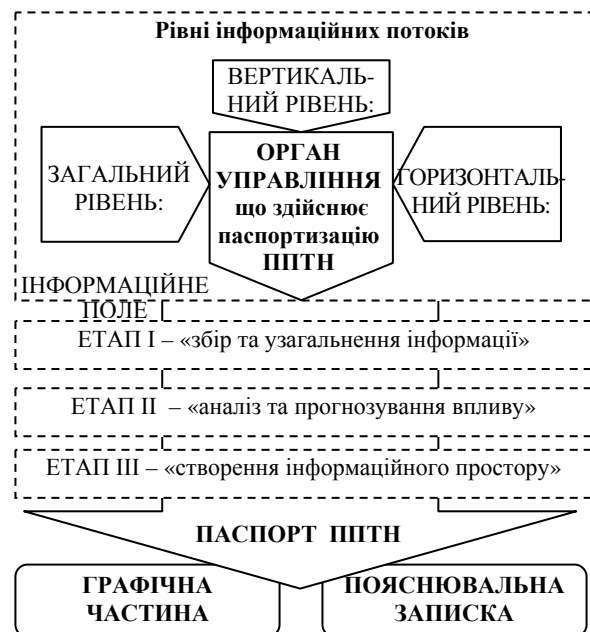 Рівні інформаційних потоків
ВЕРТИКАЛЬ-
НИЙ РІВЕНЬ:
ЗАГАЛЬНИЙ
РІВЕНЬ:
ОРГАН
УПРАВЛІННЯ
що здійснює
паспортизацію
ППТН
ГОРИЗОНТАЛЬ-
НИЙ РІВЕНЬ:
ІНФОРМАЦІЙНЕ
ПОЛЕ
ЕТАП І – «збір та узагальнення інформації»
ЕТАП ІІ – «аналіз та прогнозування впливу»
ЕТАП ІІІ – «створення інформаційного простору»
ПАСПОРТ ППТН
ГРАФІЧНА
ЧАСТИНА
ПОЯСНЮВАЛЬНА
ЗАПИСКА